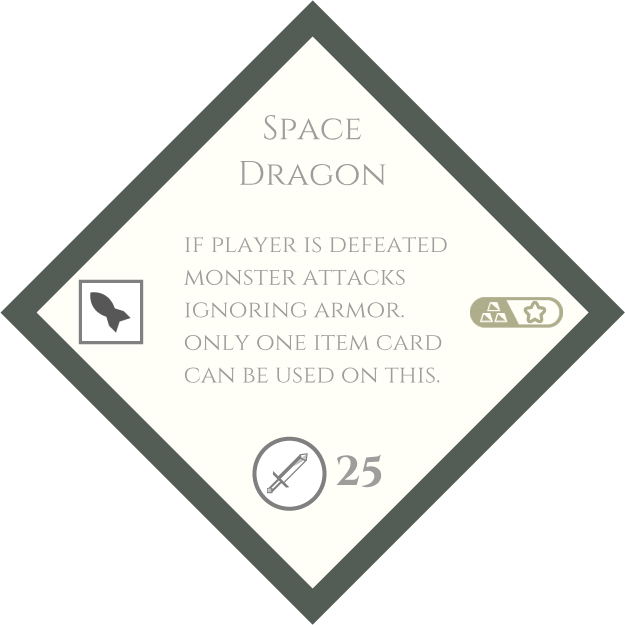 Space
Dragon
if player is defeated
monster attacks
ignoring armor.
only one item card
can be used on this.
25